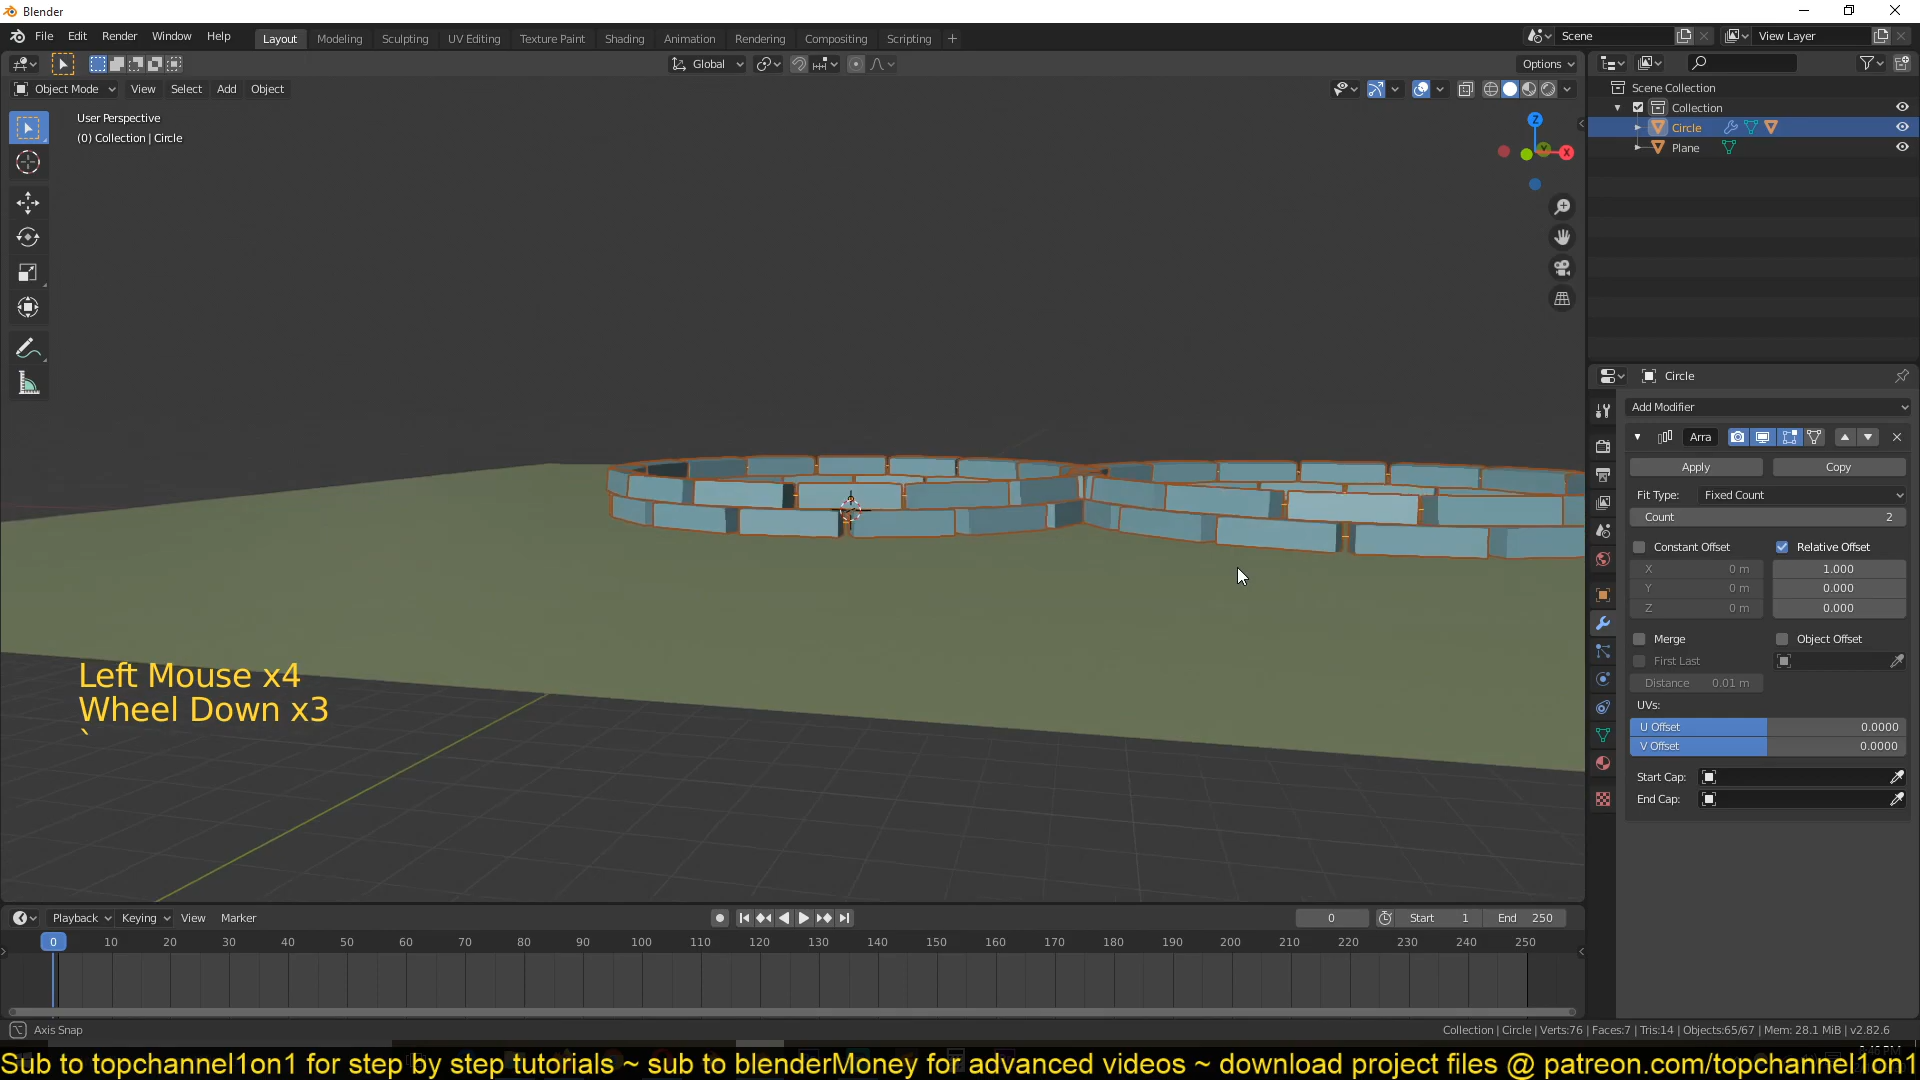 Blender
File Edit Render Window Help
Layout Modeling Sculpting UV Editing Texture Paint Shading Animation Rendering Compositing Scripting
Scene View Layer
Global Options
Object Mode View Select Add Object
User Perspective
(0) Collection | Circle
Z
X
Scene Collection
Collection
Circle
Plane
Circle
Add Modifier
Arra
Apply Copy
Fit Type: Fixed Count
Count 2
Constant Offset Relative Offset
X 0 m 1.000
Y 0 m 0.000
Z 0 m 0.000
Merge Object Offset
First Last
Distance 0.01 m
UVs:
U Offset 0.0000
V Offset 0.0000
Start Cap:
End Cap:
Left Mouse x4
Wheel Down x3
`
Playback Keying View Marker 0 Start 1 End 250
0 10 20 30 40 50 60 70 80 90 100 110 120 130 140 150 160 170 180 190 200 210 220 230 240 250
Axis Snap
Collection | Circle | Verts:76 | Faces:7 | Tris:14 | Objects:65/67 | Mem: 28.1 MiB | v2.82.6
Sub to topchannel1on1 for step by step tutorials ~ sub to blenderMoney for advanced videos ~ download project files @ patreon.com/topchannel1on1